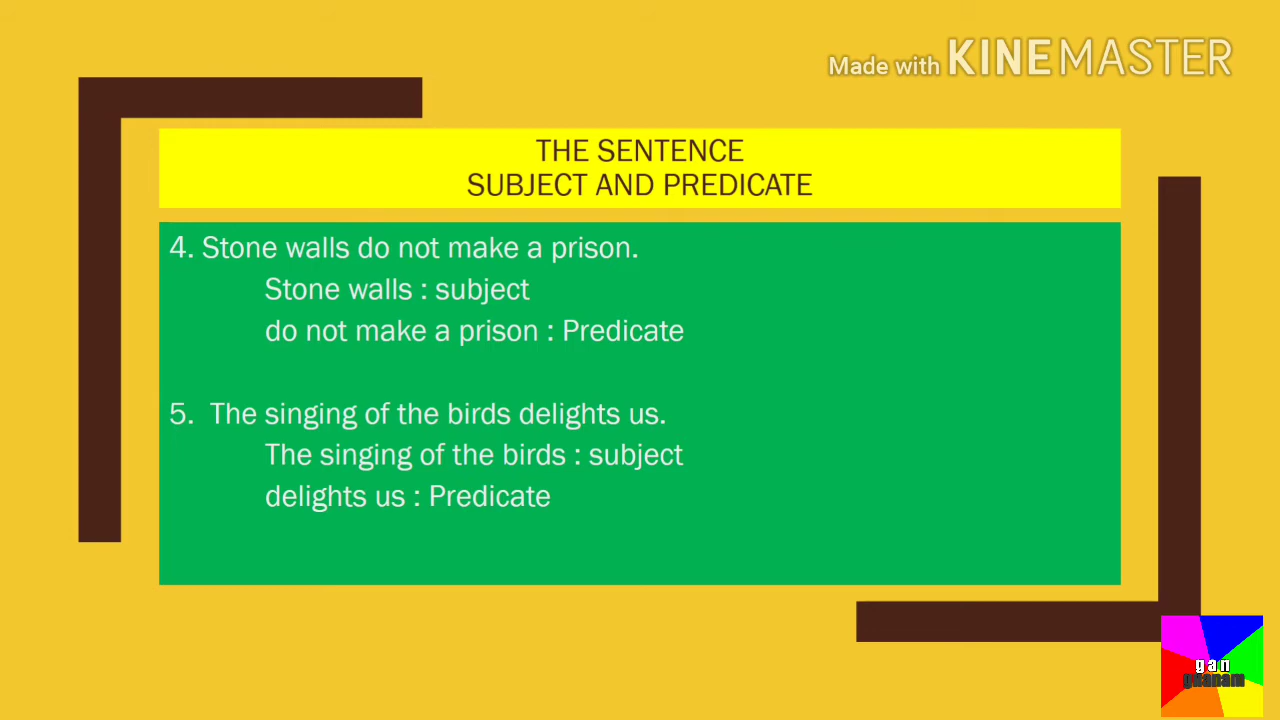 Made with KINEMASTER
THE SENTENCE
SUBJECT AND PREDICATE
4. Stone walls do not make a prison.
Stone walls : subject
do not make a prison : Predicate
5. The singing of the birds delights us.
The singing of the birds : subject
delights us : Predicate
gan
gnanam